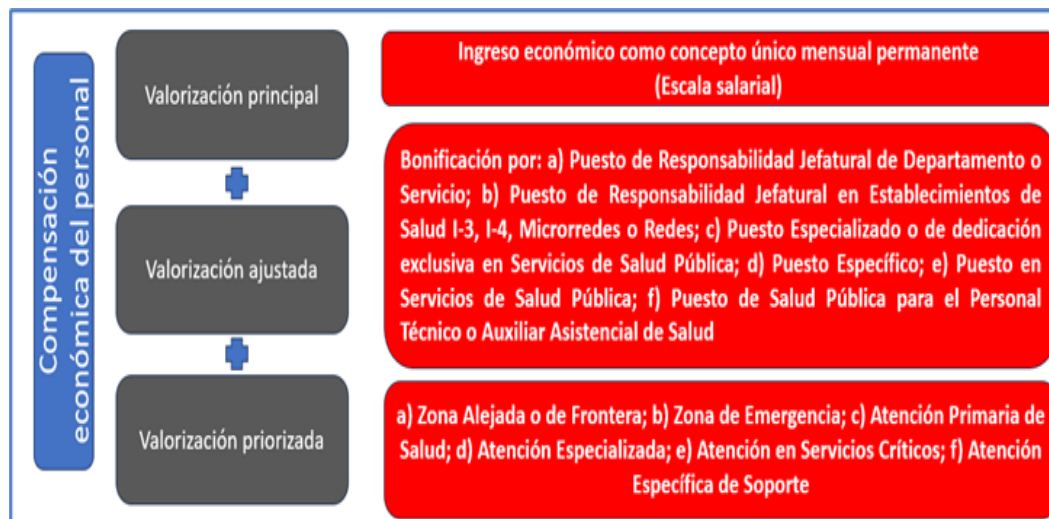 Compensación
económica del personal
Valorización principal
Ingreso económico como concepto único mensual permanente
(Escala salarial)
Valorización ajustada
Bonificación por: a) Puesto de Responsabilidad Jefatural de Departamento o
Servicio; b) Puesto de Responsabilidad Jefatural en Establecimientos de
Salud I-3, I-4, Microrredes o Redes; c) Puesto Especializado o de dedicación
exclusiva en Servicios de Salud Pública; d) Puesto Específico; e) Puesto en
Servicios de Salud Pública; f) Puesto de Salud Pública para el Personal
Técnico o Auxiliar Asistencial de Salud
Valorización priorizada
a) Zona Alejada o de Frontera; b) Zona de Emergencia; c) Atención Primaria de
Salud; d) Atención Especializada; e) Atención en Servicios Críticos; f) Atención
Específica de Soporte